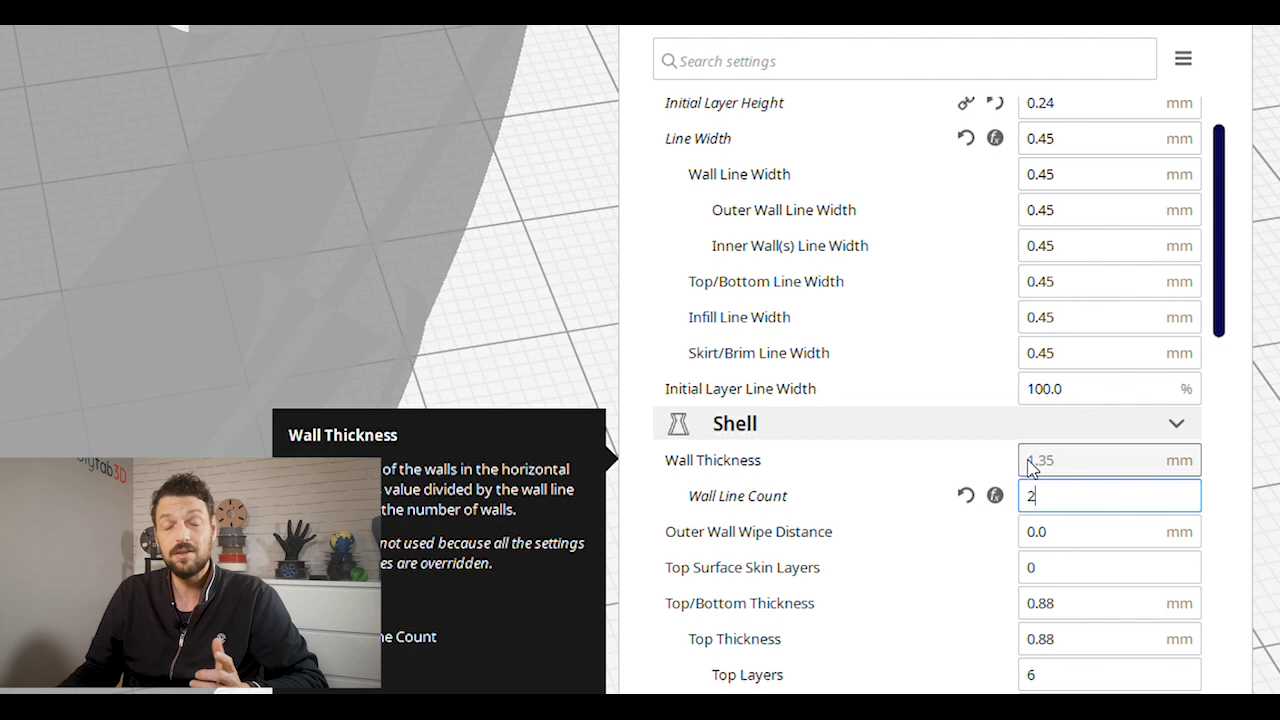 Search settings
Initial Layer Height 0.24 mm
Line Width 0.45 mm
Wall Line Width 0.45 mm
Outer Wall Line Width 0.45 mm
Inner Wall(s) Line Width 0.45 mm
Top/Bottom Line Width 0.45 mm
Infill Line Width 0.45 mm
Skirt/Brim Line Width 0.45 mm
Initial Layer Line Width 100.0 %
Shell
Wall Thickness 1.35 mm
Wall Line Count 2
Outer Wall Wipe Distance 0.0 mm
Top Surface Skin Layers 0
Top/Bottom Thickness 0.88 mm
Top Thickness 0.88 mm
Top Layers 6
Wall Thickness
of the walls in the horizontal
value divided by the wall line
the number of walls.
not used because all the settings
are overridden.
Count
3D